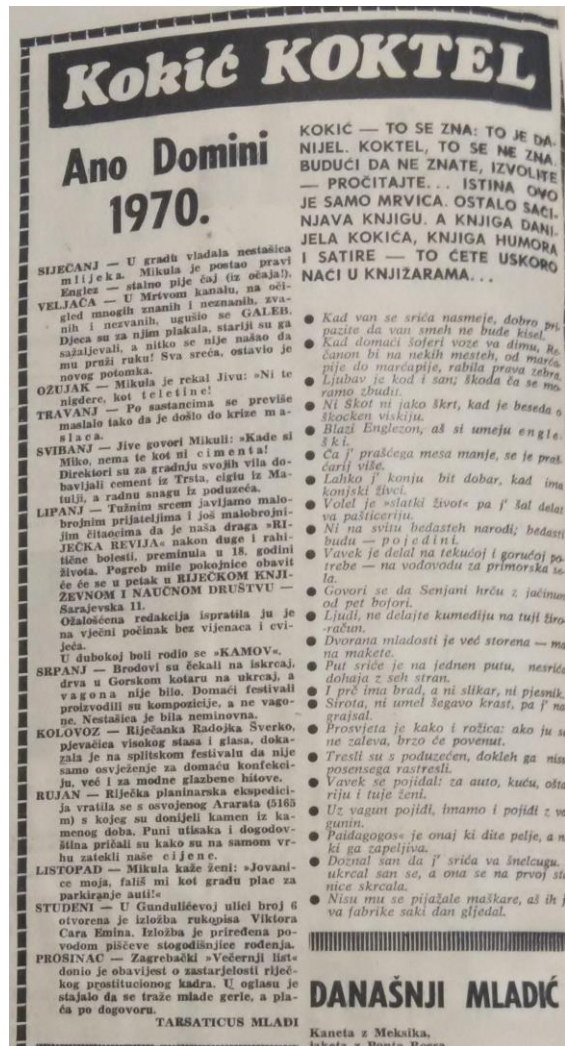 Kokić KOKTEL
Ano Domini
1970.
SIJEČANJ — U gradu vladala nestašica
mlijeka. Mikula je postao pravi
Englez — stalno pije čaj (iz očaja!).
VELJAČA — U Mrtvom kanalu, na oči-
gled mnogih znanih i neznanih, zva-
nih i nezvanih, ugušio se GALEB.
Djeca su za njim plakala, stariji su ga
sažaljevali, a nitko se nije našao da
mu pruži ruku! Sva sreća, ostavio je
novog potomka.
OŽUJAK — Mikula je rekal Jivu: »Ni te
nigdere, kot teletine!
TRAVANJ — Po sastancima se previše
maslalo tako da je došlo do krize ma-
slaca.
SVIBANJ — Jive govori Mikuli: »Kade si
Miko, nema te kot ni cimenta!
Direktori su za gradnju svojih vila do-
bavljali cement iz Trsta, ciglu iz Ma-
tulji, a radnu snagu iz poduzeća.
LIPANJ — Tužnim srcem javljamo malo-
brojnim prijateljima i još malobroj-
nijim čitaocima da je naša draga »RI-
JEČKA REVIJA« nakon duge i rahi-
tične bolesti, preminula u 18. godini
života. Pogreb mile pokojnice obavit
će će se u petak u RIJEČKOM KNJI-
ŽEVNOM I NAUČNOM DRUŠTVU —
Sarajevska 11.
Ožalošćena redakcija ispratila ju je
na vječni počinak bez vijenaca i cvi-
jeća.
U dubokoj boli rodio se »KAMOV«.
SRPANJ — Brodovi su čekali na iskrcaj,
drva u Gorskom kotaru na ukrcaj, a
vagona nije bilo. Domaći festivali
proizvodili su kompozicije, a ne vago-
ne. Nestašica je bila neminovna.
KOLOVOZ — Riječanka Radojka Šverko,
pjevačica visokog stasa i glasa, doka-
zala je na splitskom festivalu da nije
samo osvježenje za domaću konfekci-
ju, već i za modne glazbene hitove.
RUJAN — Riječka planinarska ekspedici-
ja vratila se s osvojenog Ararata (5165
m) s kojeg su donijeli kamen iz ka-
menog doba. Puni utisaka i dogodov-
ština pričali su kako su na samom vr-
hu zatekli naše cijene.
LISTOPAD — Mikula kaže ženi: »Jovani-
ce moja, fališ mi kot gradu plac za
parkiranje auti!«
STUDENI — U Gundulićevoj ulici broj 6
otvorena je izložba rukopisa Viktora
Cara Emina. Izložba je priređena po-
vodom piščeve stogodišnjice rođenja.
PROSINAC — Zagrebački »Večernji list«
donio je obavijest o zastarjelosti riječ-
kog prostitucionog kadra. U oglasu je
stajalo da se traže mlade gerle, a pla-
ća po dogovoru.
TARSATICUS MLADI
KOKIĆ — TO SE ZNA: TO JE DA-
NIJEL. KOKTEL, TO SE NE ZNA.
BUDUĆI DA NE ZNATE, IZVOLITE
— PROČITAJTE... ISTINA OVO
JE SAMO MRVICA. OSTALO SAČI-
NJAVA KNJIGU. A KNJIGA DANI-
JELA KOKIĆA, KNJIGA HUMORA
I SATIRE — TO ĆETE USKORO
NAĆI U KNJIŽARAMA...
● Kad van se srića nasmeje, dobro pri-
pazite da van smeh ne bude kisel.
● Kad domaći šoferi voze va dimu, Re-
čanon bi na nekih mesteh, od marča-
pije do marčapije, rabila prava zebra.
● Ljubav je kod i san; škoda ča se mo-
ramo zbudit.
● Ni Škot ni jako škrt, kad je beseda o
škocken viskiju.
● Blazi Englezon, aš si umeju engle-
ški.
● Ča j' prašćega mesa manje, se je praš-
ćarij više.
● Lahko j' konju bit dobar, kad ima
konjski živci.
● Volel je »slatki život« pa j' šal delat
va pašticeriju.
● Ni na svitu bedasteh narodi; bedasti
budu — pojedini.
● Vavek je delal na tekućoj i gorućoj po-
trebe — na vodovodu za primorska se-
la.
● Govori se da Senjani hrču z jačinun
od pet bofori.
● Ljudi, ne delajte kumediju na tuji žiro-
-račun.
● Dvorana mladosti je već storena — ma
na makete.
● Put sriće je na jednen putu, nesriće
dohaja z seh stran.
● I prč ima brad, a ni slikar, ni pjesnik.
● Sirota, ni umel šegavo krast, pa j' na-
grajsal.
● Prosvjeta je kako i rožica: ako ju se
ne zaleva, brzo će povenut.
● Tresli su s poduzećen, dokleh ga nisu
posensega rastresli.
● Vavek se pojidal: za auto, kuću, ošta-
riju i tuje ženi.
● Uz vagun pojidi, imamo i pojidi z va-
gunin.
● Paidagogos« je onaj ki dite pelje, a ne
ki ga zapeljiva.
● Doznal san da j' srića va šnelcugu.
ukrcal san se, a ona se na prvoj sta-
nice skrcala.
● Nisu mu se pijažale maškare, aš ih j'
va fabrike saki dan gljedal.
DANAŠNJI MLADIĆ
Kaneta z Meksika,
jaketa z Ponte Rossa